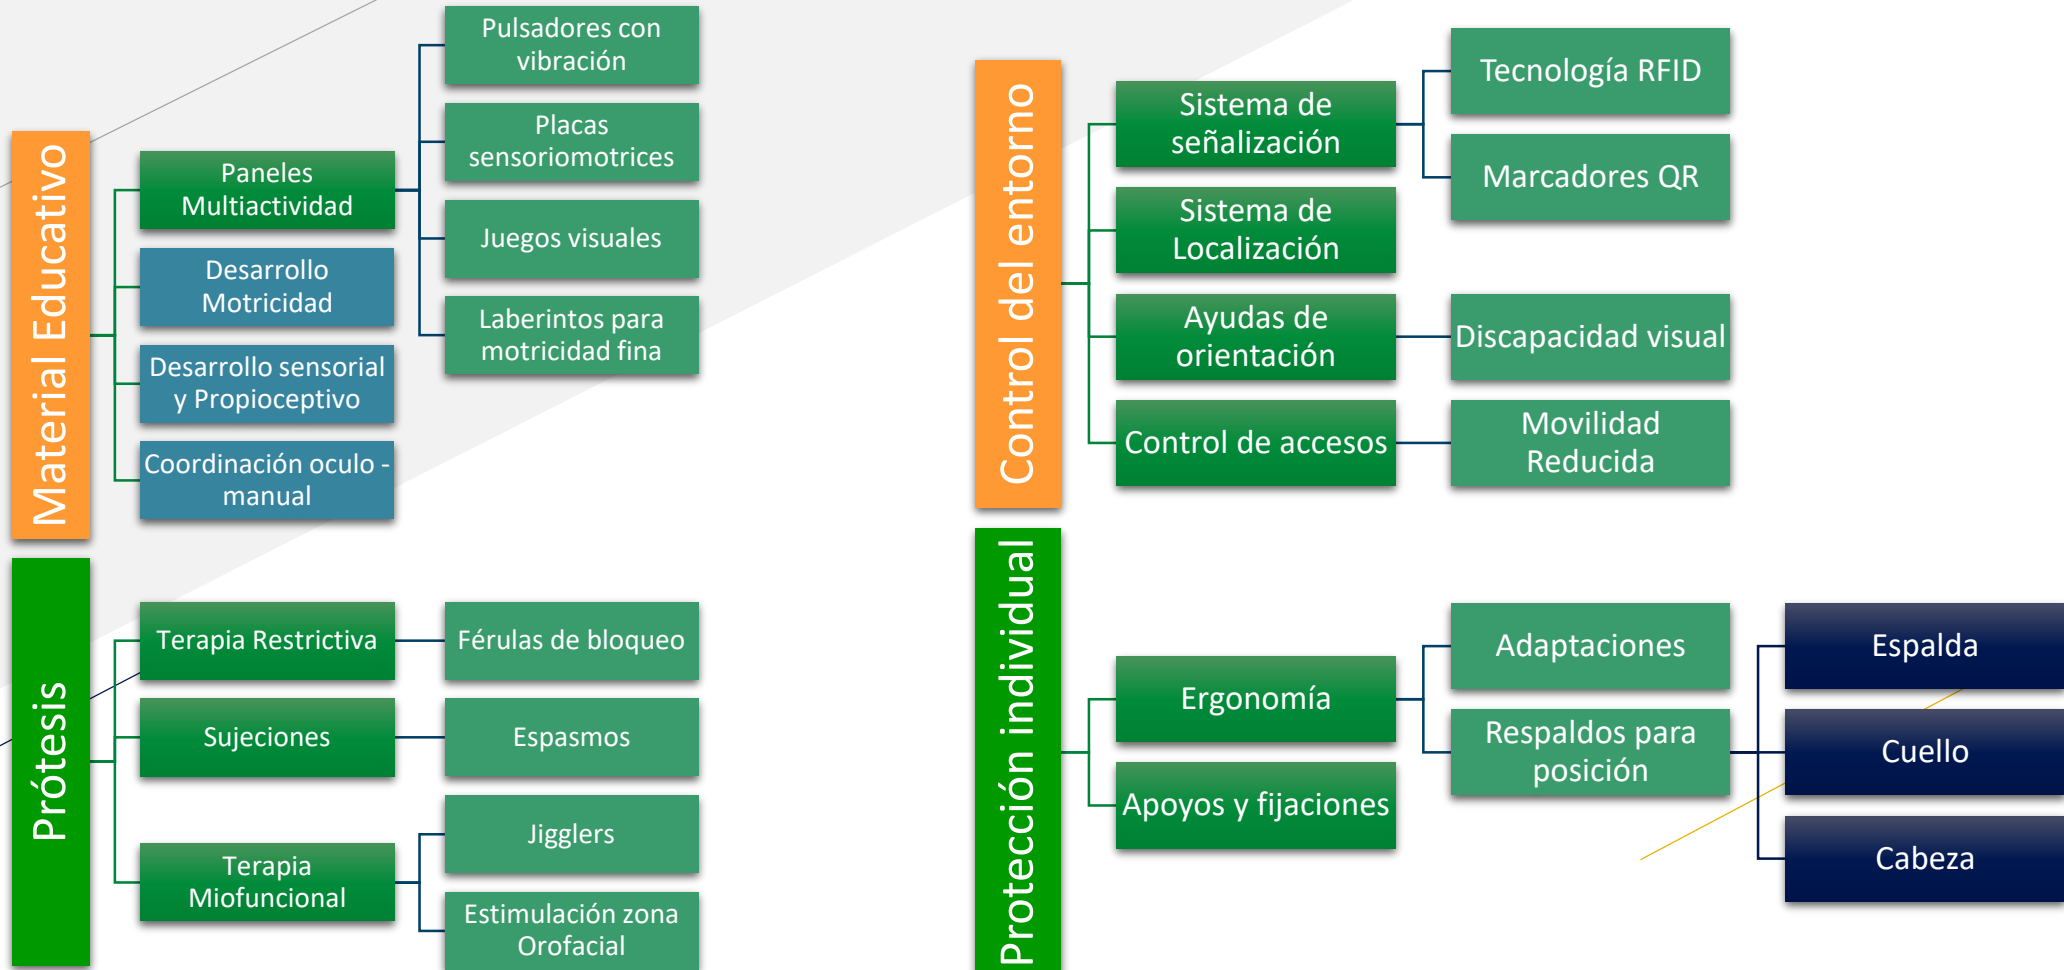 Material Educativo
Paneles
Multiactividad
Pulsadores con
vibración
Placas
sensoriomotrices
Juegos visuales
Laberintos para
motricidad fina
Desarrollo
Motricidad
Desarrollo sensorial
y Propioceptivo
Coordinación oculo -
manual
Prótesis
Terapia Restrictiva
Férulas de bloqueo
Sujeciones
Espasmos
Terapia
Miofuncional
Jigglers
Estimulación zona
Orofacial
Control del entorno
Sistema de
señalización
Tecnología RFID
Marcadores QR
Sistema de
Localización
Ayudas de
orientación
Discapacidad visual
Control de accesos
Movilidad
Reducida
Protección individual
Ergonomía
Adaptaciones
Respaldos para
posición
Espalda
Cuello
Cabeza
Apoyos y fijaciones